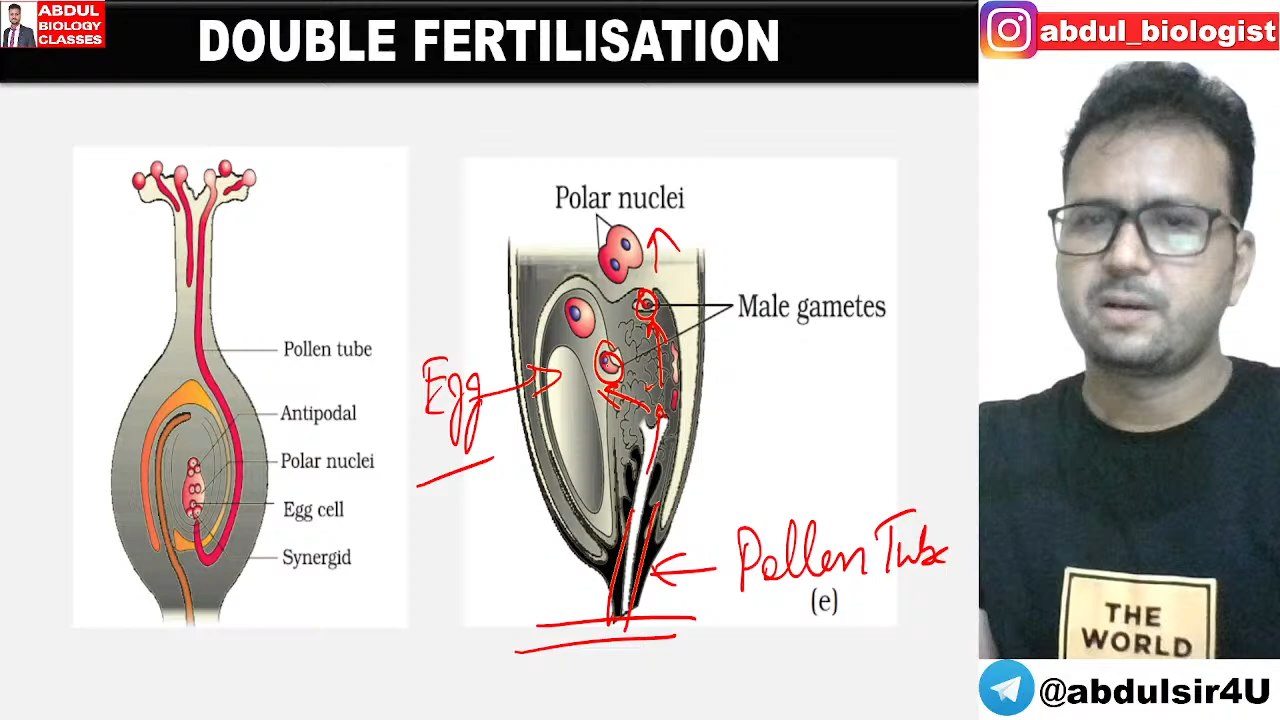 ABDUL
BIOLOGY
CLASSES
DOUBLE FERTILISATION
abdul_biologist
Pollen tube
Antipodal
Polar nuclei
Egg cell
Synergid
Polar nuclei
Male gametes
Egg
Pollen Tube
(e)
THE
WORLD
@abdulsir4U